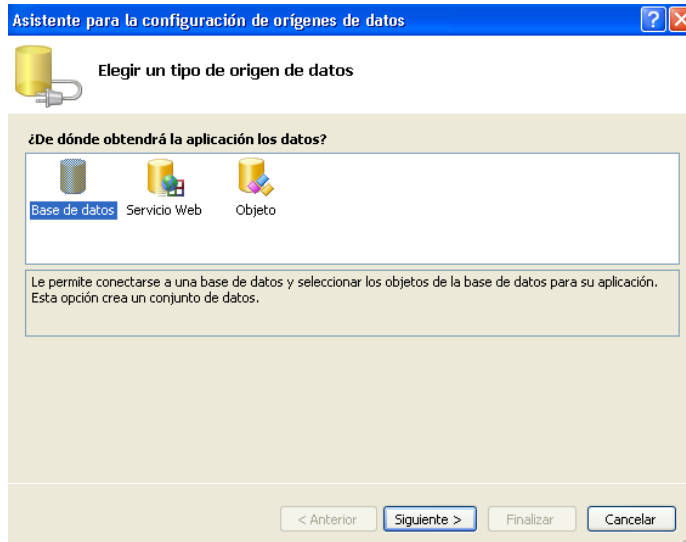 Asistente para la configuración de orígenes de datos
Elegir un tipo de origen de datos
¿De dónde obtendrá la aplicación los datos?
Base de datos Servicio Web Objeto
Le permite conectarse a una base de datos y seleccionar los objetos de la base de datos para su aplicación.
Esta opción crea un conjunto de datos.
< Anterior Siguiente > Finalizar Cancelar